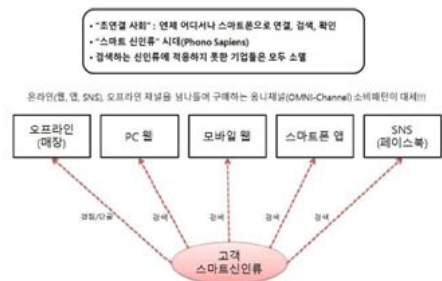 • "초연결 사회" : 언제 어디서나 스마트폰으로 연결, 검색, 확인
• "스마트 신인류" 시대(Phono Sapiens)
• 검색하는 신인류에 적응하지 못한 기업들은 모두 소멸
온라인(웹, 앱, SNS), 오프라인 채널을 넘나들어 구매하는 옴니채널(OMNI-Channel) 소비패턴이 대세!!!
오프라인 PC 웹 모바일 웹 스마트폰 앱 SNS
(매장) (페이스북)
경험/단골 검색 검색 검색 검색
고객
스마트신인류